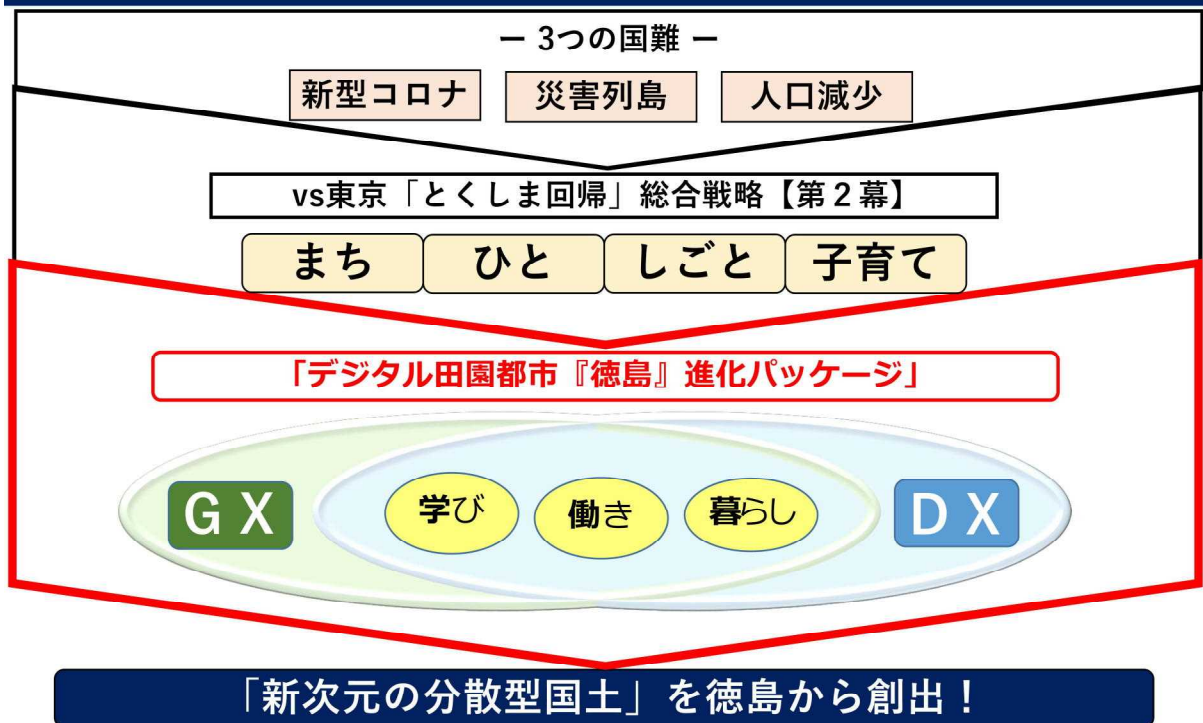 ー 3つの国難 ー
新型コロナ 災害列島 人口減少
vs東京「とくしま回帰」総合戦略【第２幕】
まち ひと しごと 子育て
「デジタル田園都市『徳島』進化パッケージ」
ＧＸ 学び 働き 暮らし ＤＸ
「新次元の分散型国土」を徳島から創出！